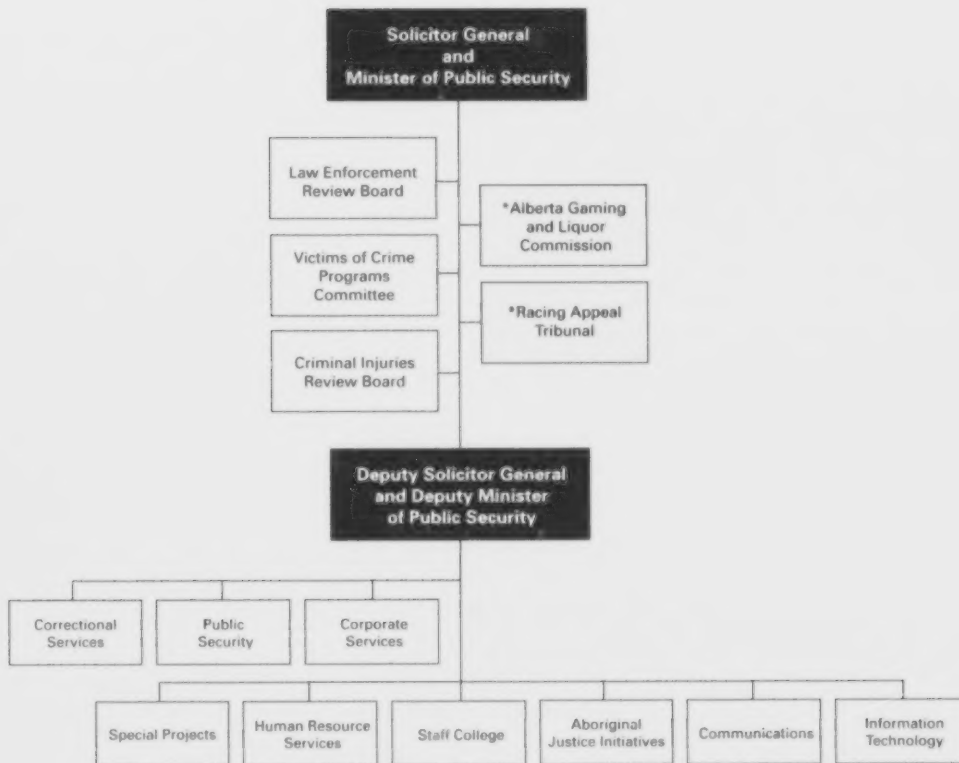 Solicitor General
and
Minister of Public Security
Law Enforcement
Review Board
*Alberta Gaming
and Liquor
Commission
Victims of Crime
Programs
Committee
*Racing Appeal
Tribunal
Criminal Injuries
Review Board
Deputy Solicitor General
and Deputy Minister
of Public Security
Correctional
Services
Public
Security
Corporate
Services
Special Projects
Human Resource
Services
Staff College
Aboriginal
Justice Initiatives
Communications
Information
Technology